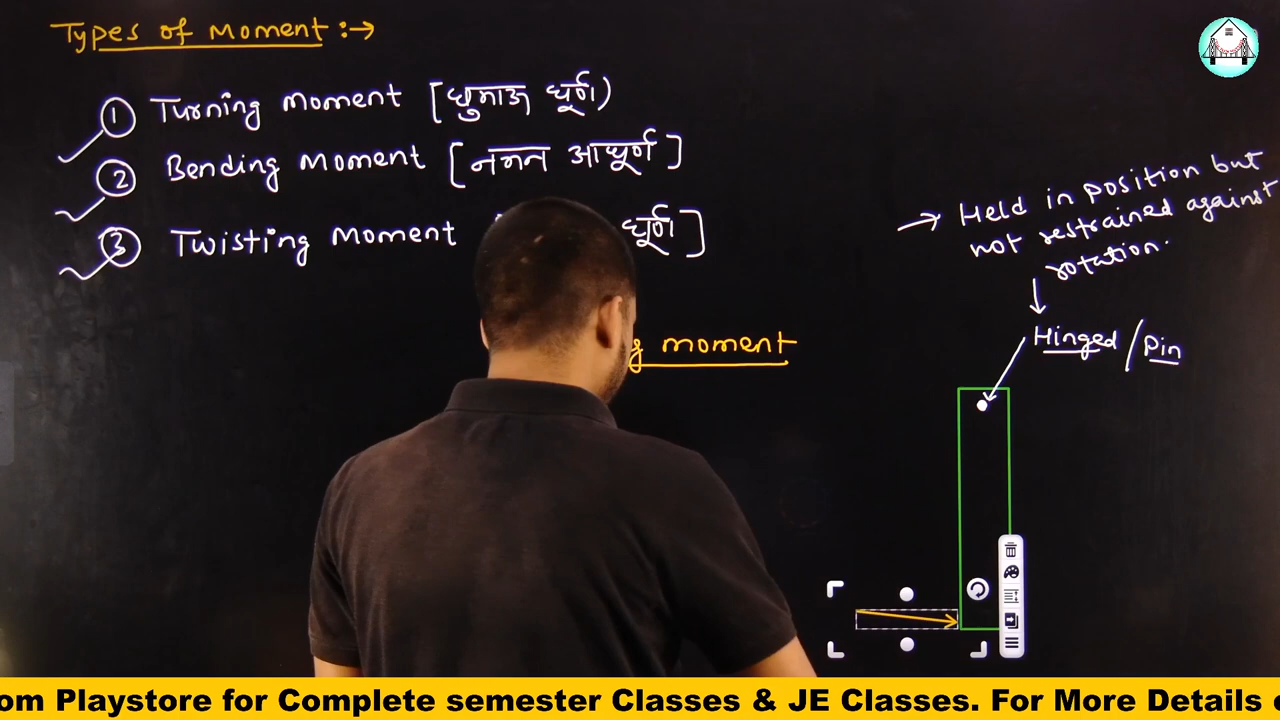 Types of Moment :→
① Turning Moment [घुमाऊ घूर्ण)
② Bending Moment [नमन आघूर्ण]
③ Twisting Moment घूर्ण]
moment
→ Held in position but
not restrained against
rotation.
Hinged / Pin
om Playstore for Complete semester Classes & JE Classes. For More Details